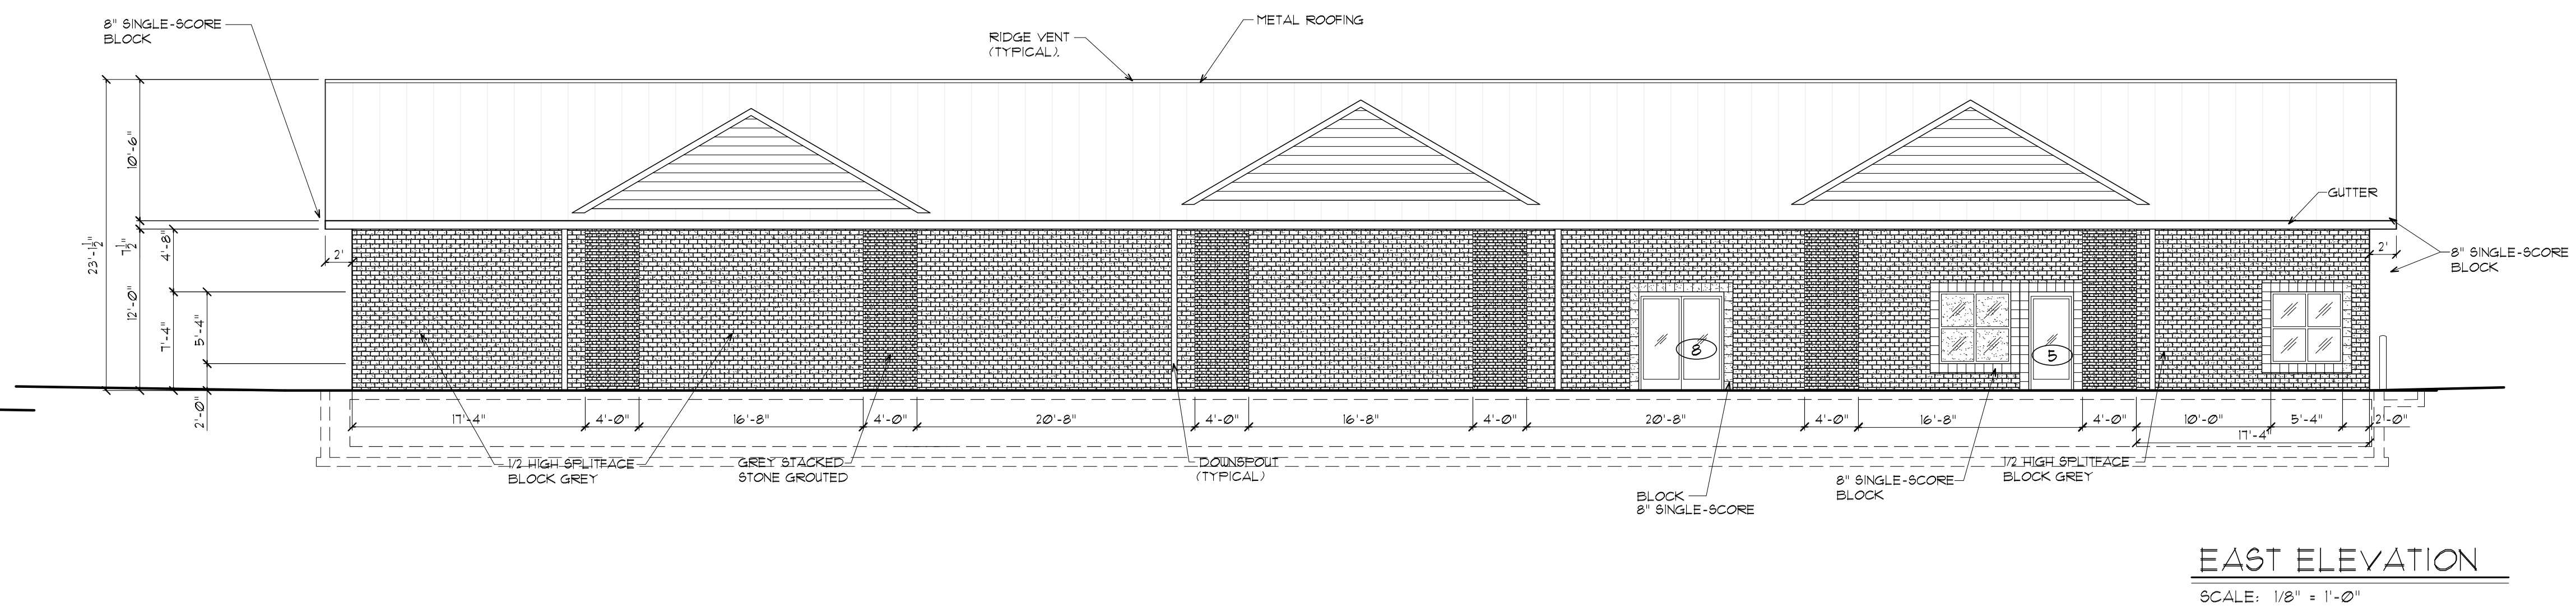 8" SINGLE-SCORE
BLOCK
RIDGE VENT
(TYPICAL).
METAL ROOFING
GUTTER
8" SINGLE-SCORE
BLOCK
23'-1 1/2"
10'-6"
7 1/2"
12'-0"
4'-8"
7'-4"
5'-4"
2'-0"
2'
2'
8
5
17'-4"
4'-0"
16'-8"
4'-0"
20'-8"
4'-0"
16'-8"
4'-0"
20'-8"
4'-0"
16'-8"
4'-0"
10'-0"
5'-4"
2'-0"
17'-4"
1/2 HIGH SPLITFACE
BLOCK GREY
GREY STACKED
STONE GROUTED
DOWNSPOUT
(TYPICAL)
BLOCK
8" SINGLE-SCORE
8" SINGLE-SCORE
BLOCK
1/2 HIGH SPLITFACE
BLOCK GREY
EAST ELEVATION
SCALE: 1/8" = 1'-0"